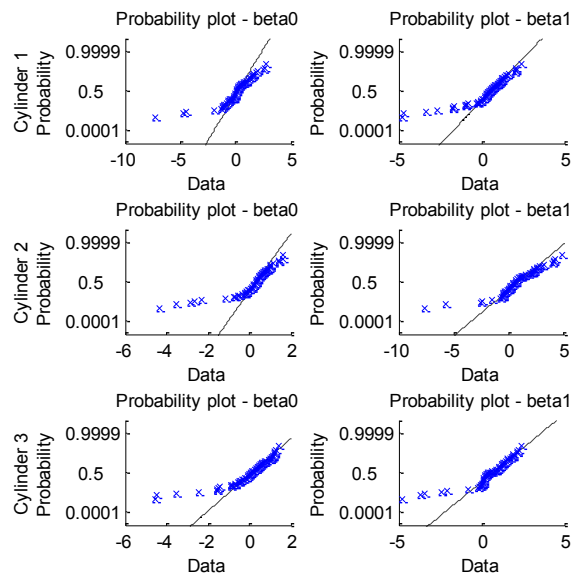 Probability plot - beta0
Cylinder 1
Probability
0.9999
0.5
0.0001
-10 -5 0 5
Data
Probability plot - beta1
Probability
0.9999
0.5
0.0001
-5 0 5
Data
Probability plot - beta0
Cylinder 2
Probability
0.9999
0.5
0.0001
-6 -4 -2 0 2
Data
Probability plot - beta1
Probability
0.9999
0.5
0.0001
-10 -5 0 5
Data
Probability plot - beta0
Cylinder 3
Probability
0.9999
0.5
0.0001
-6 -4 -2 0 2
Data
Probability plot - beta1
Probability
0.9999
0.5
0.0001
-5 0 5
Data